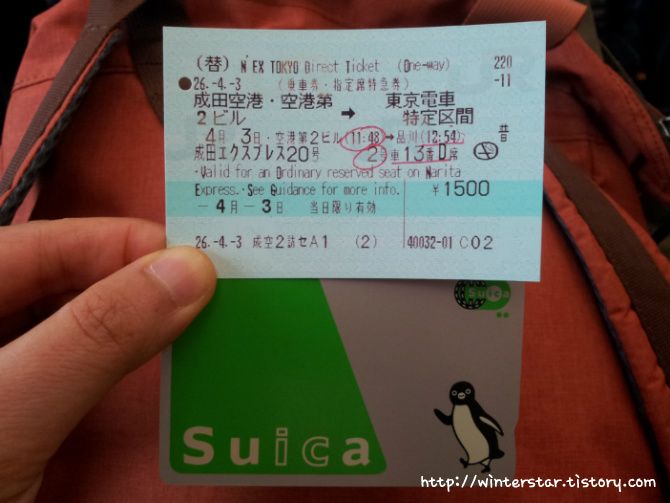 (替) N'EX TOKYO Direct Ticket (One-way) 220
26.-4.-3 (乗車券・指定席特急券) -11
成田空港・空港第2ビル → 東京電車特定区間
4月 3日・空港第2ビル(11:48)→品川(12:54)
成田エクスプレス20号 2号車13番D席
・Valid for an Ordinary reserved seat on Narita
Express.・See Guidance for more info. ¥1500
－4月－3日 当日限り有効
26.-4.-3 成空2 セA1 (2) 40032-01 C02
Suica
Suica
http://winterstar.tistory.com